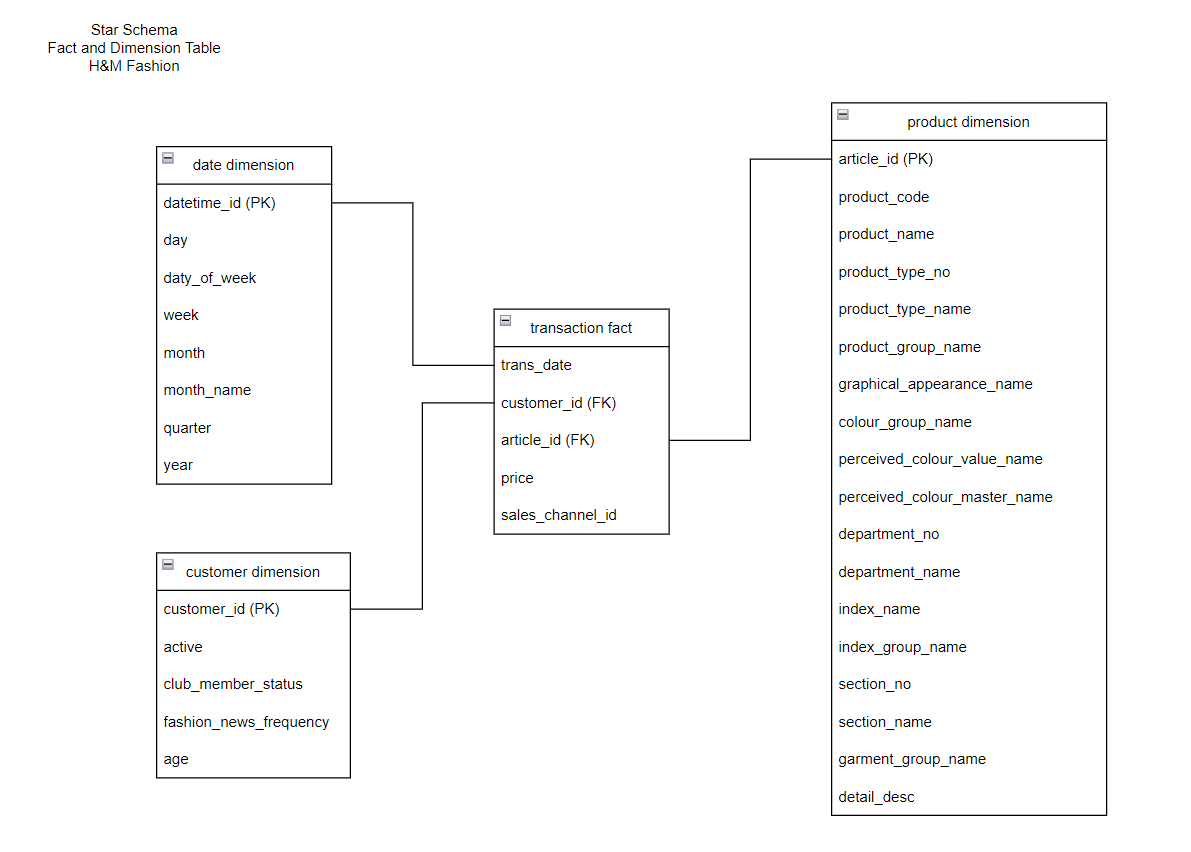 Star Schema
Fact and Dimension Table
H&M Fashion
date dimension
datetime_id (PK)
day
daty_of_week
week
month
month_name
quarter
year
customer dimension
customer_id (PK)
active
club_member_status
fashion_news_frequency
age
transaction fact
trans_date
customer_id (FK)
article_id (FK)
price
sales_channel_id
product dimension
article_id (PK)
product_code
product_name
product_type_no
product_type_name
product_group_name
graphical_appearance_name
colour_group_name
perceived_colour_value_name
perceived_colour_master_name
department_no
department_name
index_name
index_group_name
section_no
section_name
garment_group_name
detail_desc